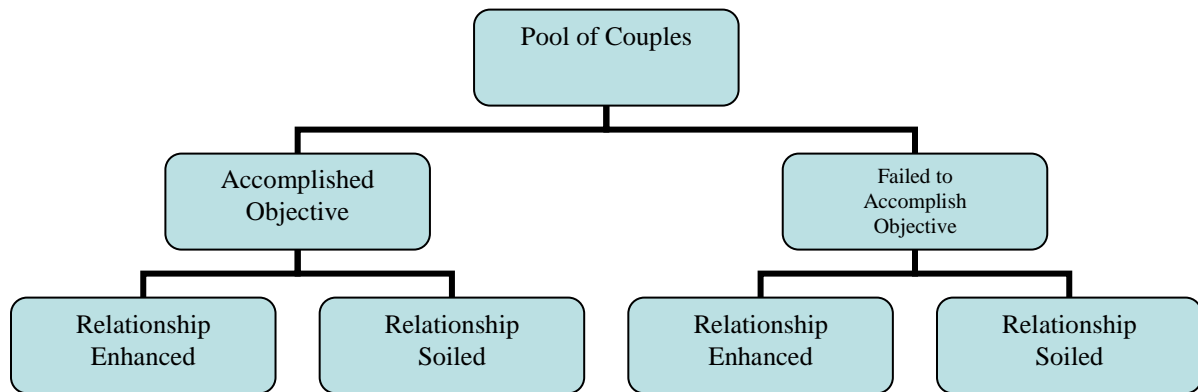 Pool of Couples
Accomplished
Objective
Failed to
Accomplish
Objective
Relationship
Enhanced
Relationship
Soiled
Relationship
Enhanced
Relationship
Soiled